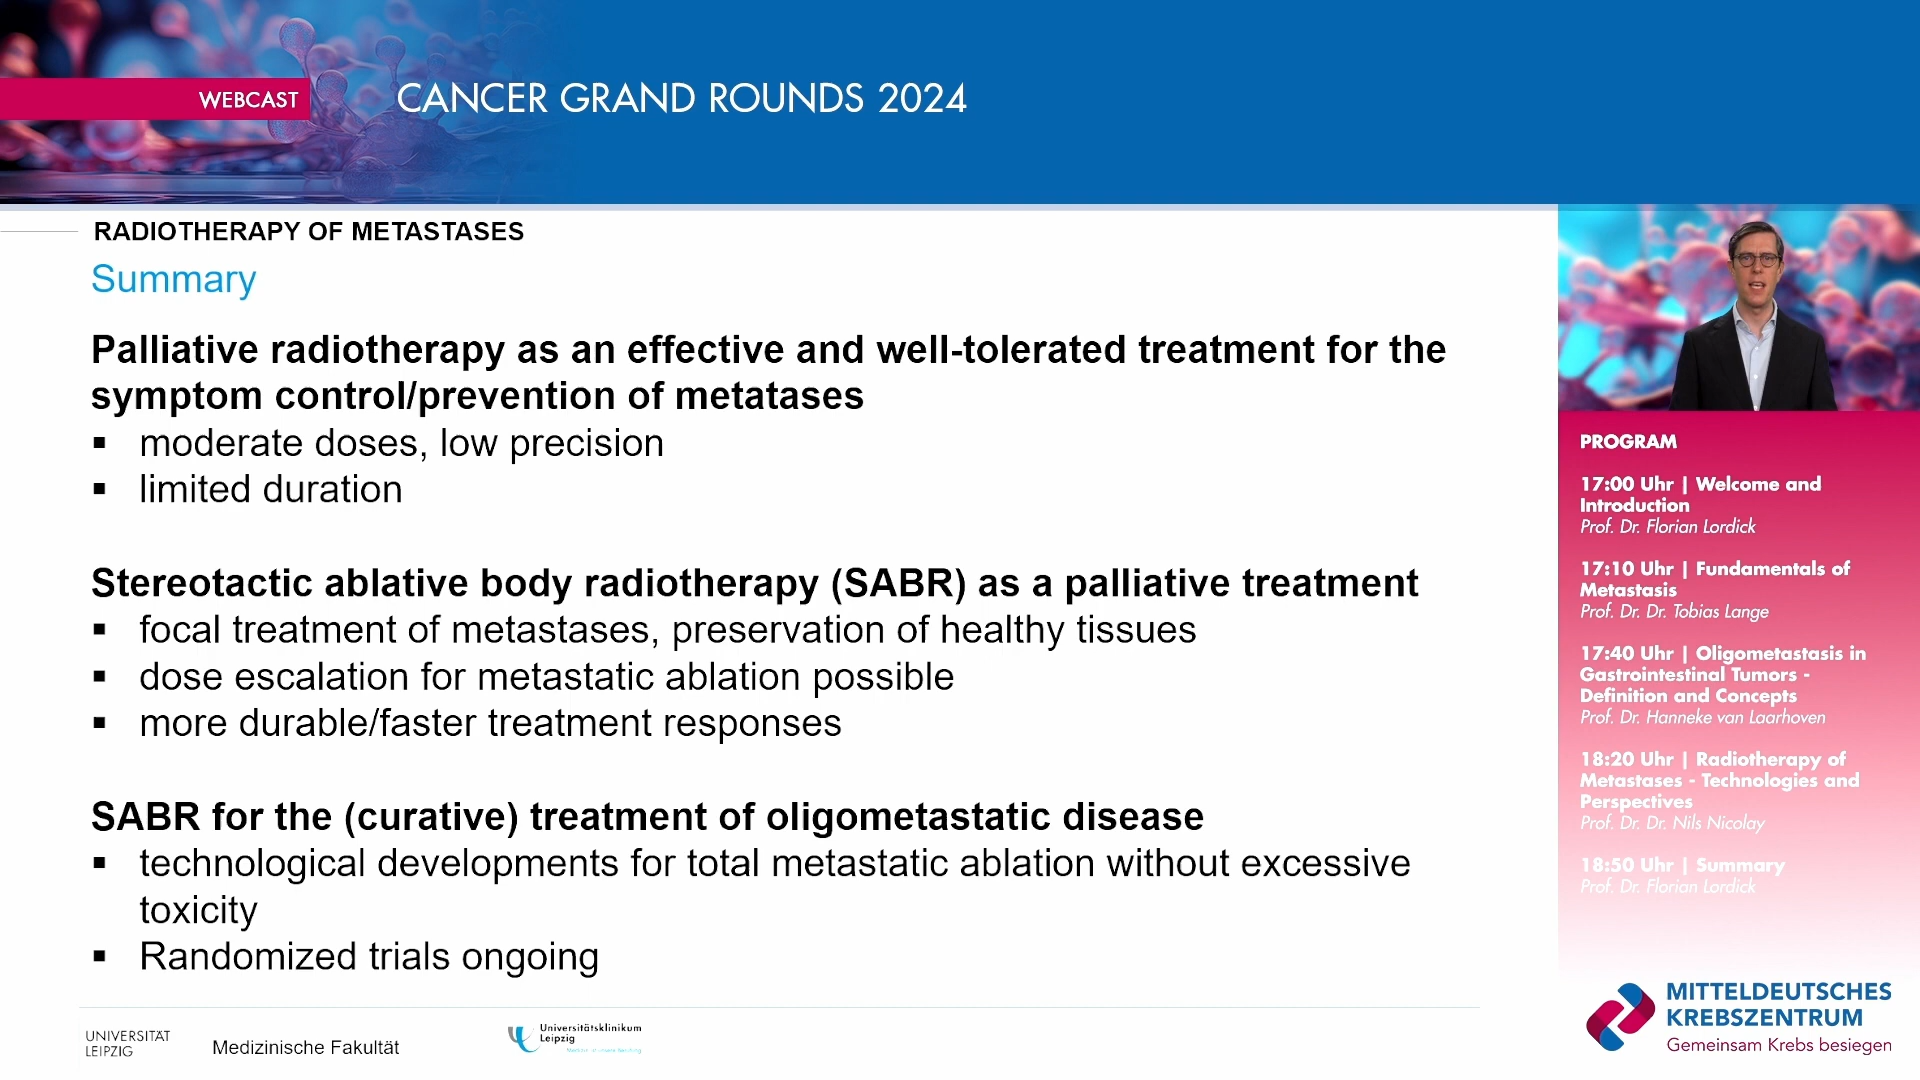 WEBCAST
CANCER GRAND ROUNDS 2024
RADIOTHERAPY OF METASTASES
Summary
Palliative radiotherapy as an effective and well-tolerated treatment for the
symptom control/prevention of metatases
▪ moderate doses, low precision
▪ limited duration
Stereotactic ablative body radiotherapy (SABR) as a palliative treatment
▪ focal treatment of metastases, preservation of healthy tissues
▪ dose escalation for metastatic ablation possible
▪ more durable/faster treatment responses
SABR for the (curative) treatment of oligometastatic disease
▪ technological developments for total metastatic ablation without excessive
toxicity
▪ Randomized trials ongoing
UNIVERSITÄT
LEIPZIG
Medizinische Fakultät
Universitätsklinikum
Leipzig
PROGRAM
17:00 Uhr | Welcome and
Introduction
Prof. Dr. Florian Lordick
17:10 Uhr | Fundamentals of
Metastasis
Prof. Dr. Dr. Tobias Lange
17:40 Uhr | Oligometastasis in
Gastrointestinal Tumors -
Definition and Concepts
Prof. Dr. Hanneke van Laarhoven
18:20 Uhr | Radiotherapy of
Metastases - Technologies and
Perspectives
Prof. Dr. Dr. Nils Nicolay
18:50 Uhr | Summary
Prof. Dr. Florian Lordick
MITTELDEUTSCHES
KREBSZENTRUM
Gemeinsam Krebs besiegen